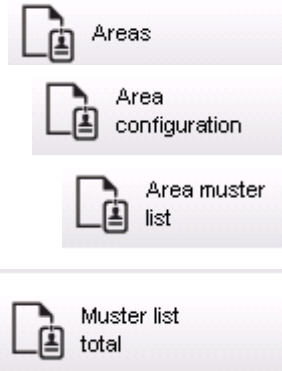 Areas
Area
configuration
Area muster
list
Muster list
total